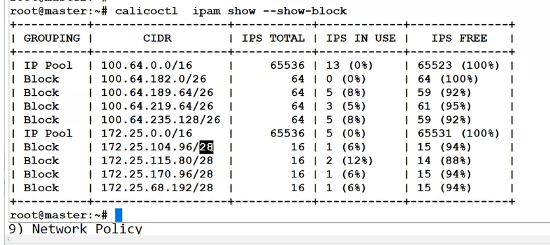 root@master:~# calicoctl  ipam show --show-block
| GROUPING | CIDR | IPS TOTAL | IPS IN USE | IPS FREE |
| IP Pool | 100.64.0.0/16 | 65536 | 13 (0%) | 65523 (100%) |
| Block | 100.64.182.0/26 | 64 | 0 (0%) | 64 (100%) |
| Block | 100.64.189.64/26 | 64 | 5 (8%) | 59 (92%) |
| Block | 100.64.219.64/26 | 64 | 3 (5%) | 61 (95%) |
| Block | 100.64.235.128/26 | 64 | 5 (8%) | 59 (92%) |
| IP Pool | 172.25.0.0/16 | 65536 | 5 (0%) | 65531 (100%) |
| Block | 172.25.104.96/28 | 16 | 1 (6%) | 15 (94%) |
| Block | 172.25.115.80/28 | 16 | 2 (12%) | 14 (88%) |
| Block | 172.25.170.96/28 | 16 | 1 (6%) | 15 (94%) |
| Block | 172.25.68.192/28 | 16 | 1 (6%) | 15 (94%) |
root@master:~#
9) Network Policy